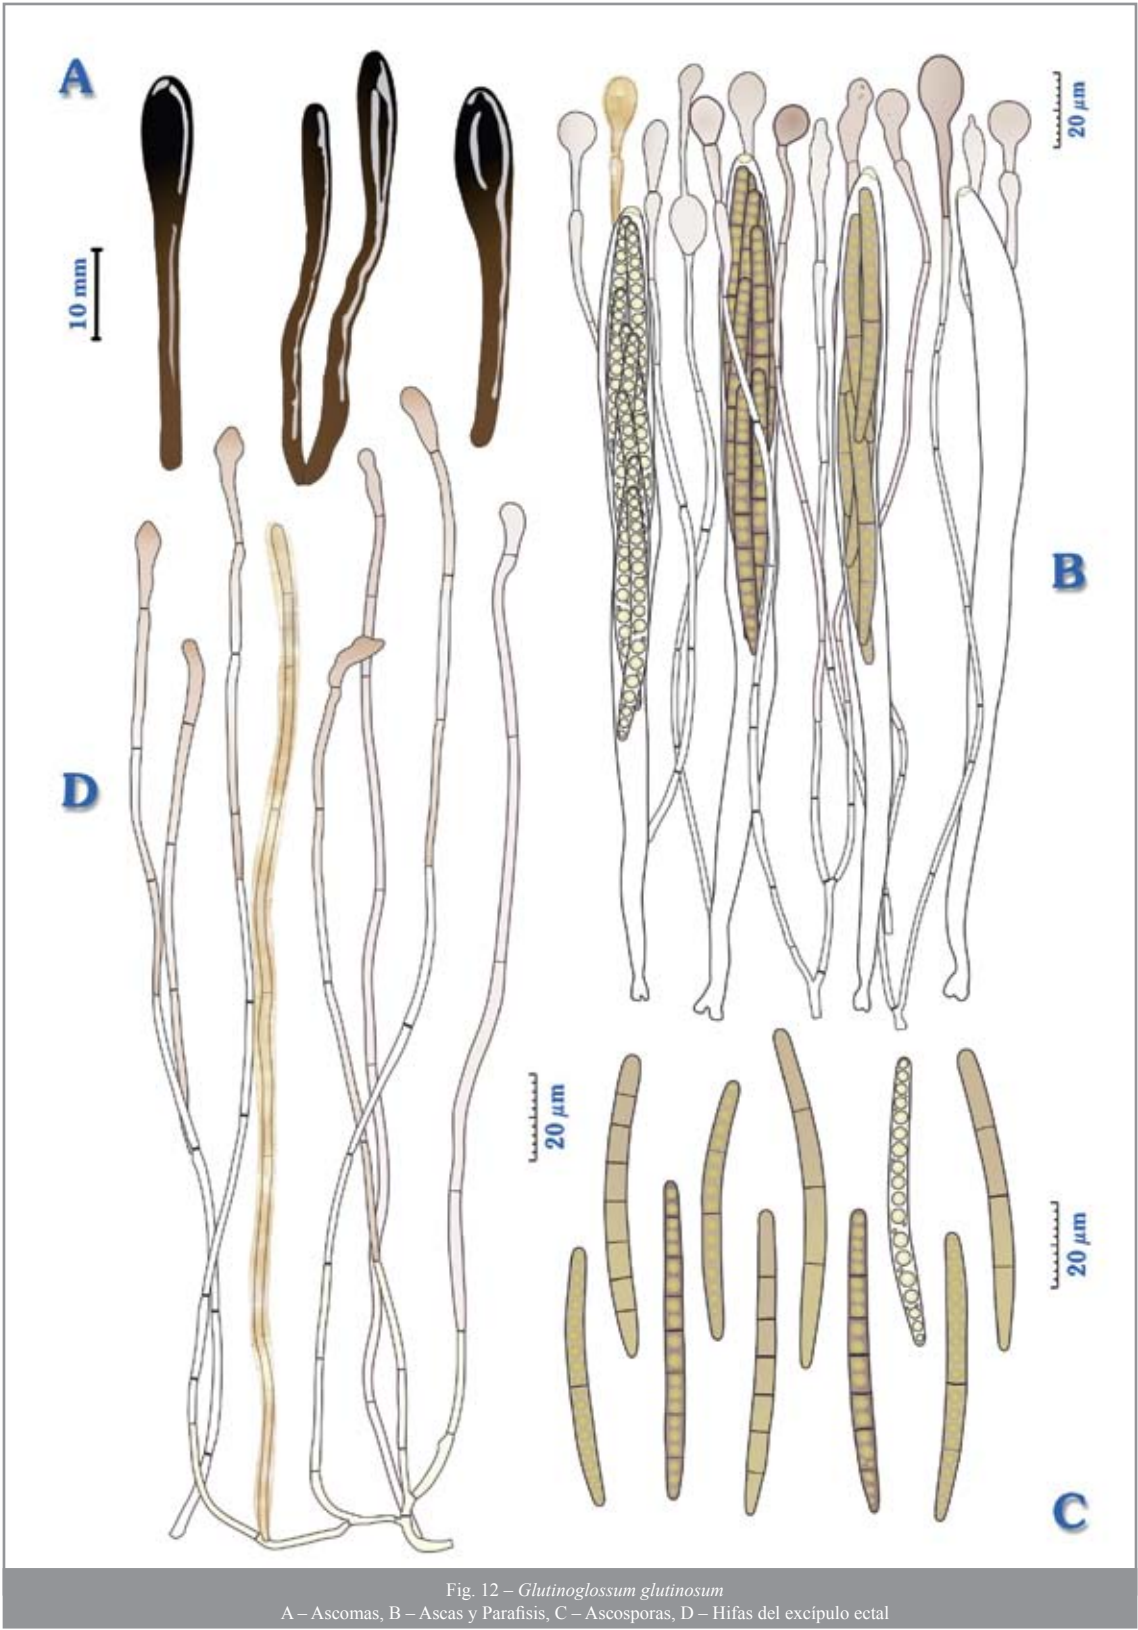 A
10 mm
20 µm
B
D
20 µm
20 µm
C
Fig. 12 – Glutinoglossum glutinosum
A – Ascomas, B – Ascas y Parafisis, C – Ascosporas, D – Hifas del excípulo ectal